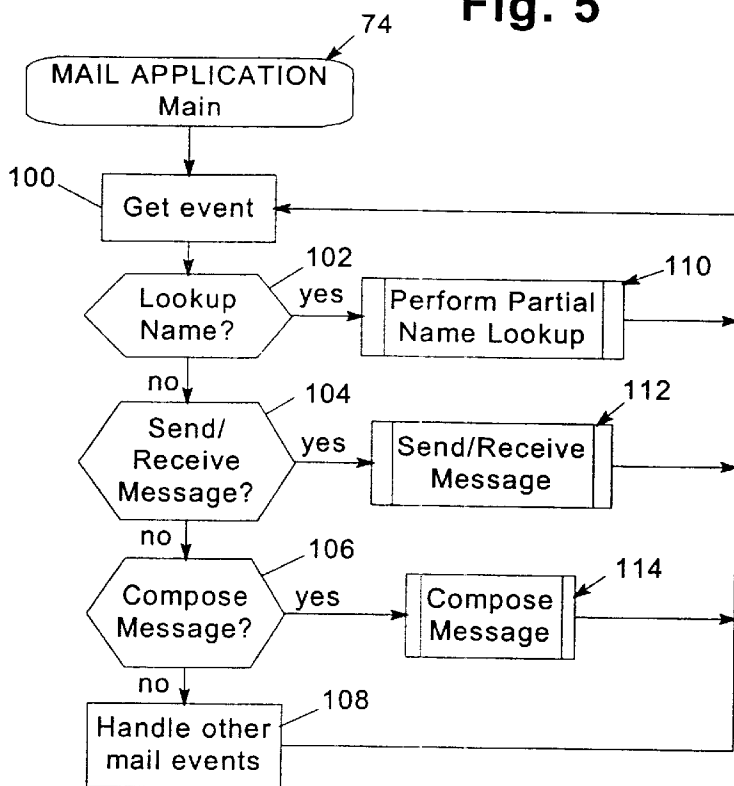 Fig. 5
74
MAIL APPLICATION
Main
100
Get event
102
Lookup
Name?
yes
110
Perform Partial
Name Lookup
no
104
Send/
Receive
Message?
yes
112
Send/Receive
Message
no
106
Compose
Message?
yes
114
Compose
Message
no
108
Handle other
mail events